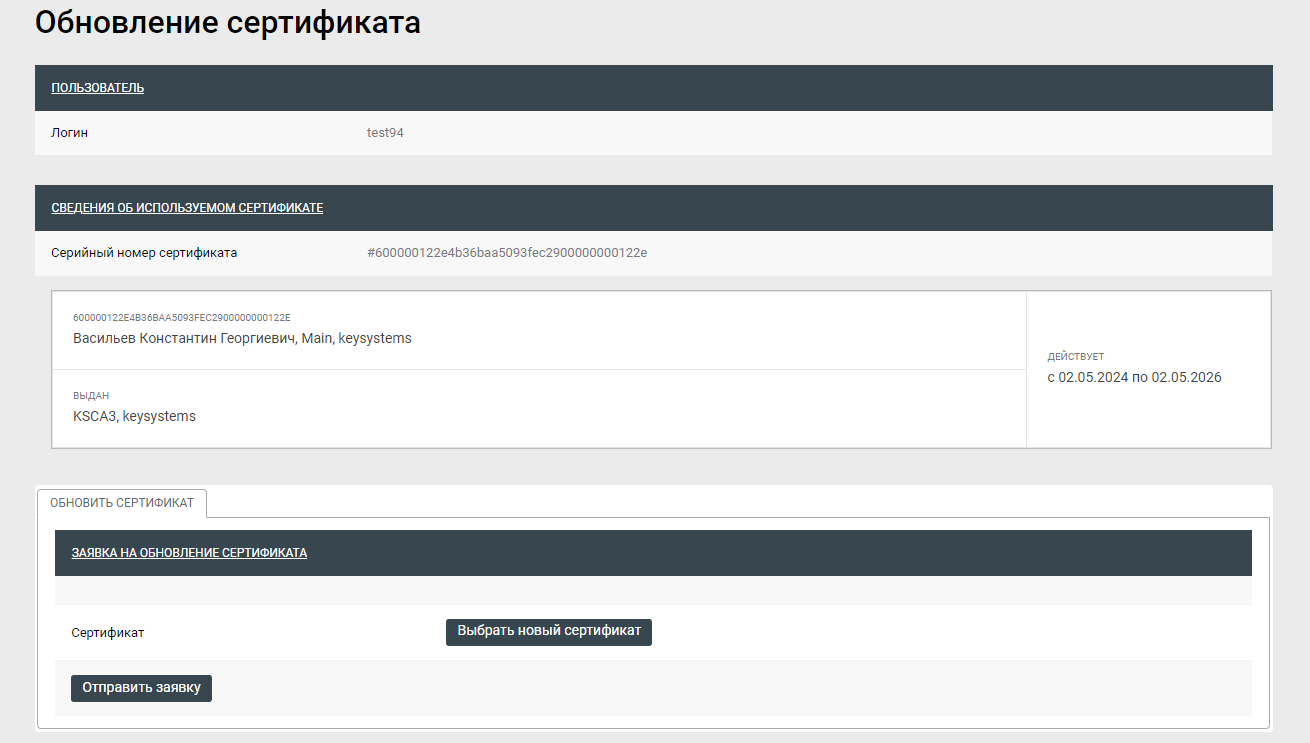 Обновление сертификата
ПОЛЬЗОВАТЕЛЬ
Логин test94
СВЕДЕНИЯ ОБ ИСПОЛЬЗУЕМОМ СЕРТИФИКАТЕ
Серийный номер сертификата #600000122e4b36baa5093fec2900000000122e
600000122E4B36BAA5093FEC2900000000122E
Васильев Константин Георгиевич, Main, keysystems
ДЕЙСТВУЕТ
с 02.05.2024 по 02.05.2026
ВЫДАН
KSCA3, keysystems
ОБНОВИТЬ СЕРТИФИКАТ
ЗАЯВКА НА ОБНОВЛЕНИЕ СЕРТИФИКАТА
Сертификат Выбрать новый сертификат
Отправить заявку